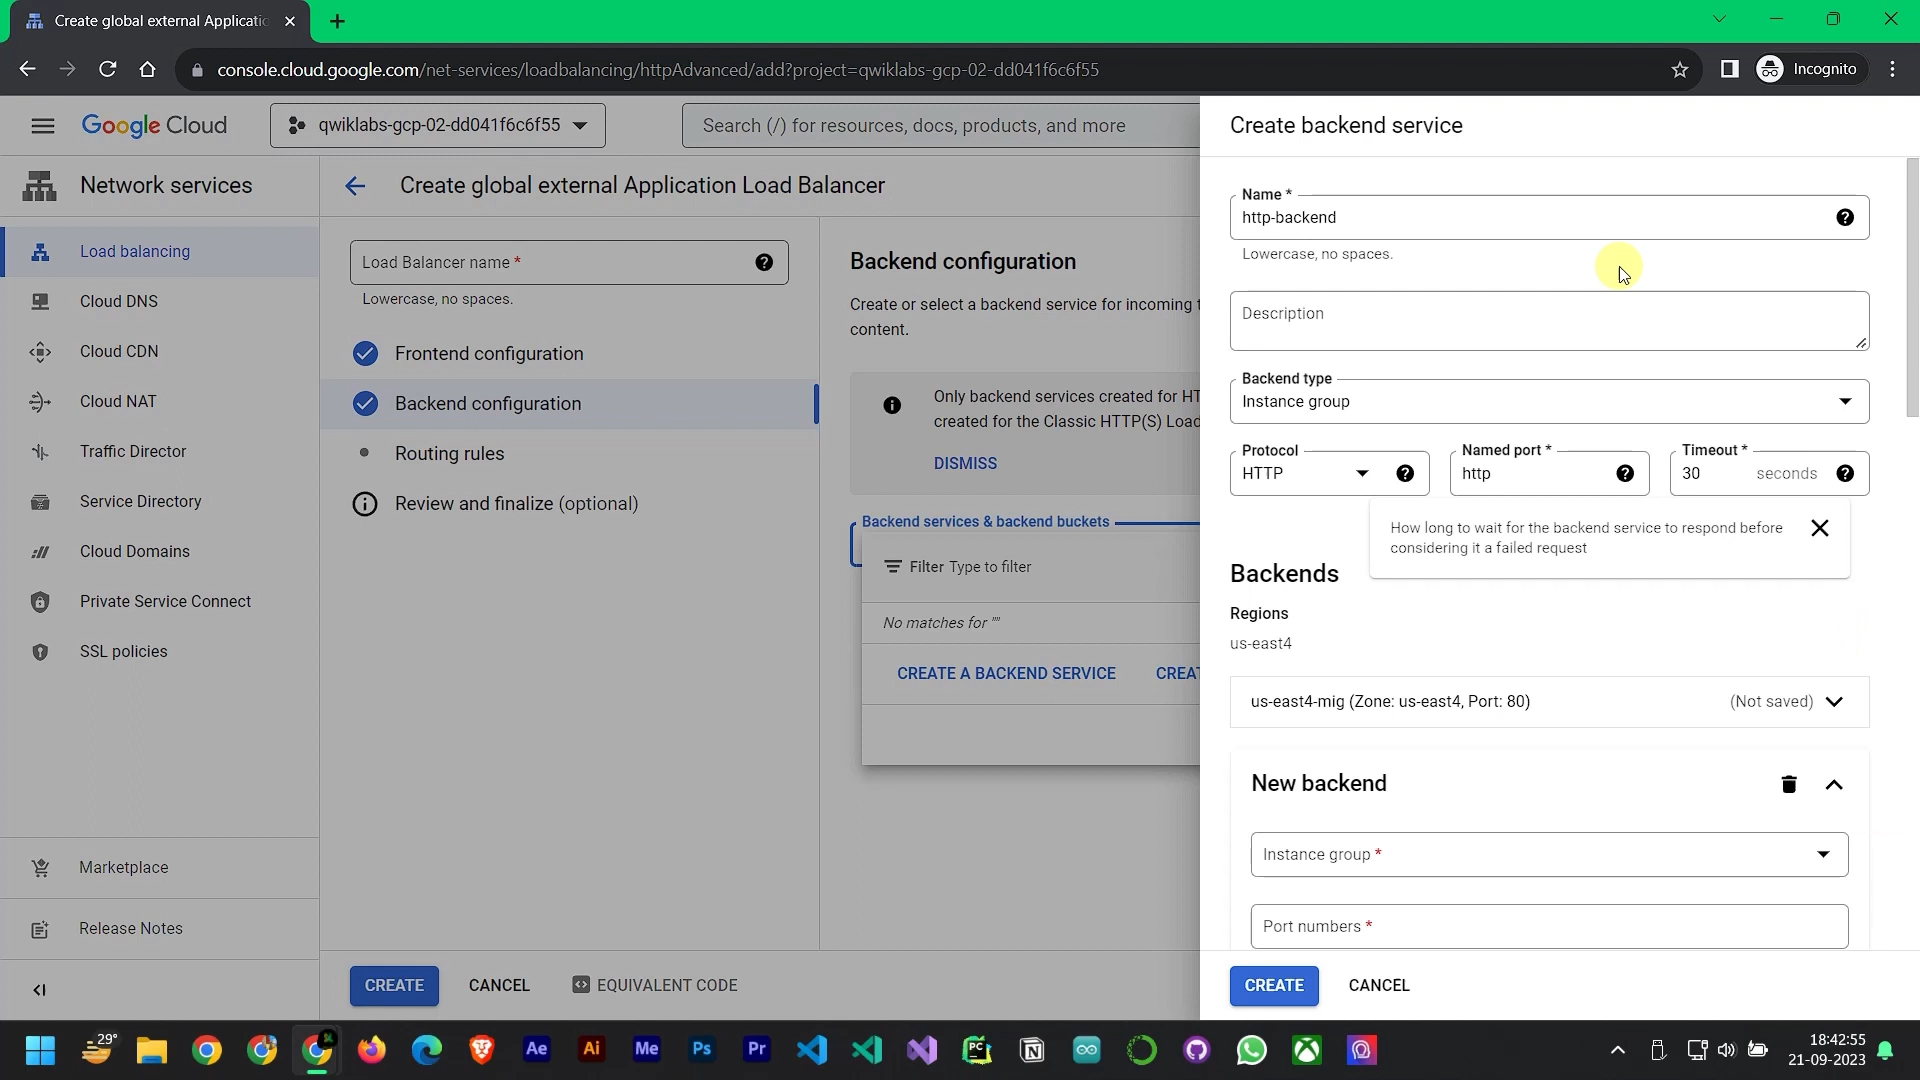 Create global external Applicatio
console.cloud.google.com/net-services/loadbalancing/httpAdvanced/add?project=qwiklabs-gcp-02-dd041f6c6f55
Incognito
Google Cloud
qwiklabs-gcp-02-dd041f6c6f55
Search (/) for resources, docs, products, and more
Network services
Load balancing
Cloud DNS
Cloud CDN
Cloud NAT
Traffic Director
Service Directory
Cloud Domains
Private Service Connect
SSL policies
Marketplace
Release Notes
Create global external Application Load Balancer
Load Balancer name *
Lowercase, no spaces.
Frontend configuration
Backend configuration
Routing rules
Review and finalize (optional)
CREATE
CANCEL
EQUIVALENT CODE
Backend configuration
Create or select a backend service for incoming t
content.
Only backend services created for HT
created for the Classic HTTP(S) Load
DISMISS
Backend services & backend buckets
Filter Type to filter
No matches for ""
CREATE A BACKEND SERVICE
CREAT
Create backend service
Name *
http-backend
Lowercase, no spaces.
Description
Backend type
Instance group
Protocol
HTTP
Named port *
http
Timeout *
30 seconds
How long to wait for the backend service to respond before
considering it a failed request
Backends
Regions
us-east4
us-east4-mig (Zone: us-east4, Port: 80)
(Not saved)
New backend
Instance group *
Port numbers *
CREATE
CANCEL
29°
Ae
Ai
Me
Ps
Pr
PC
N
18:42:55
21-09-2023